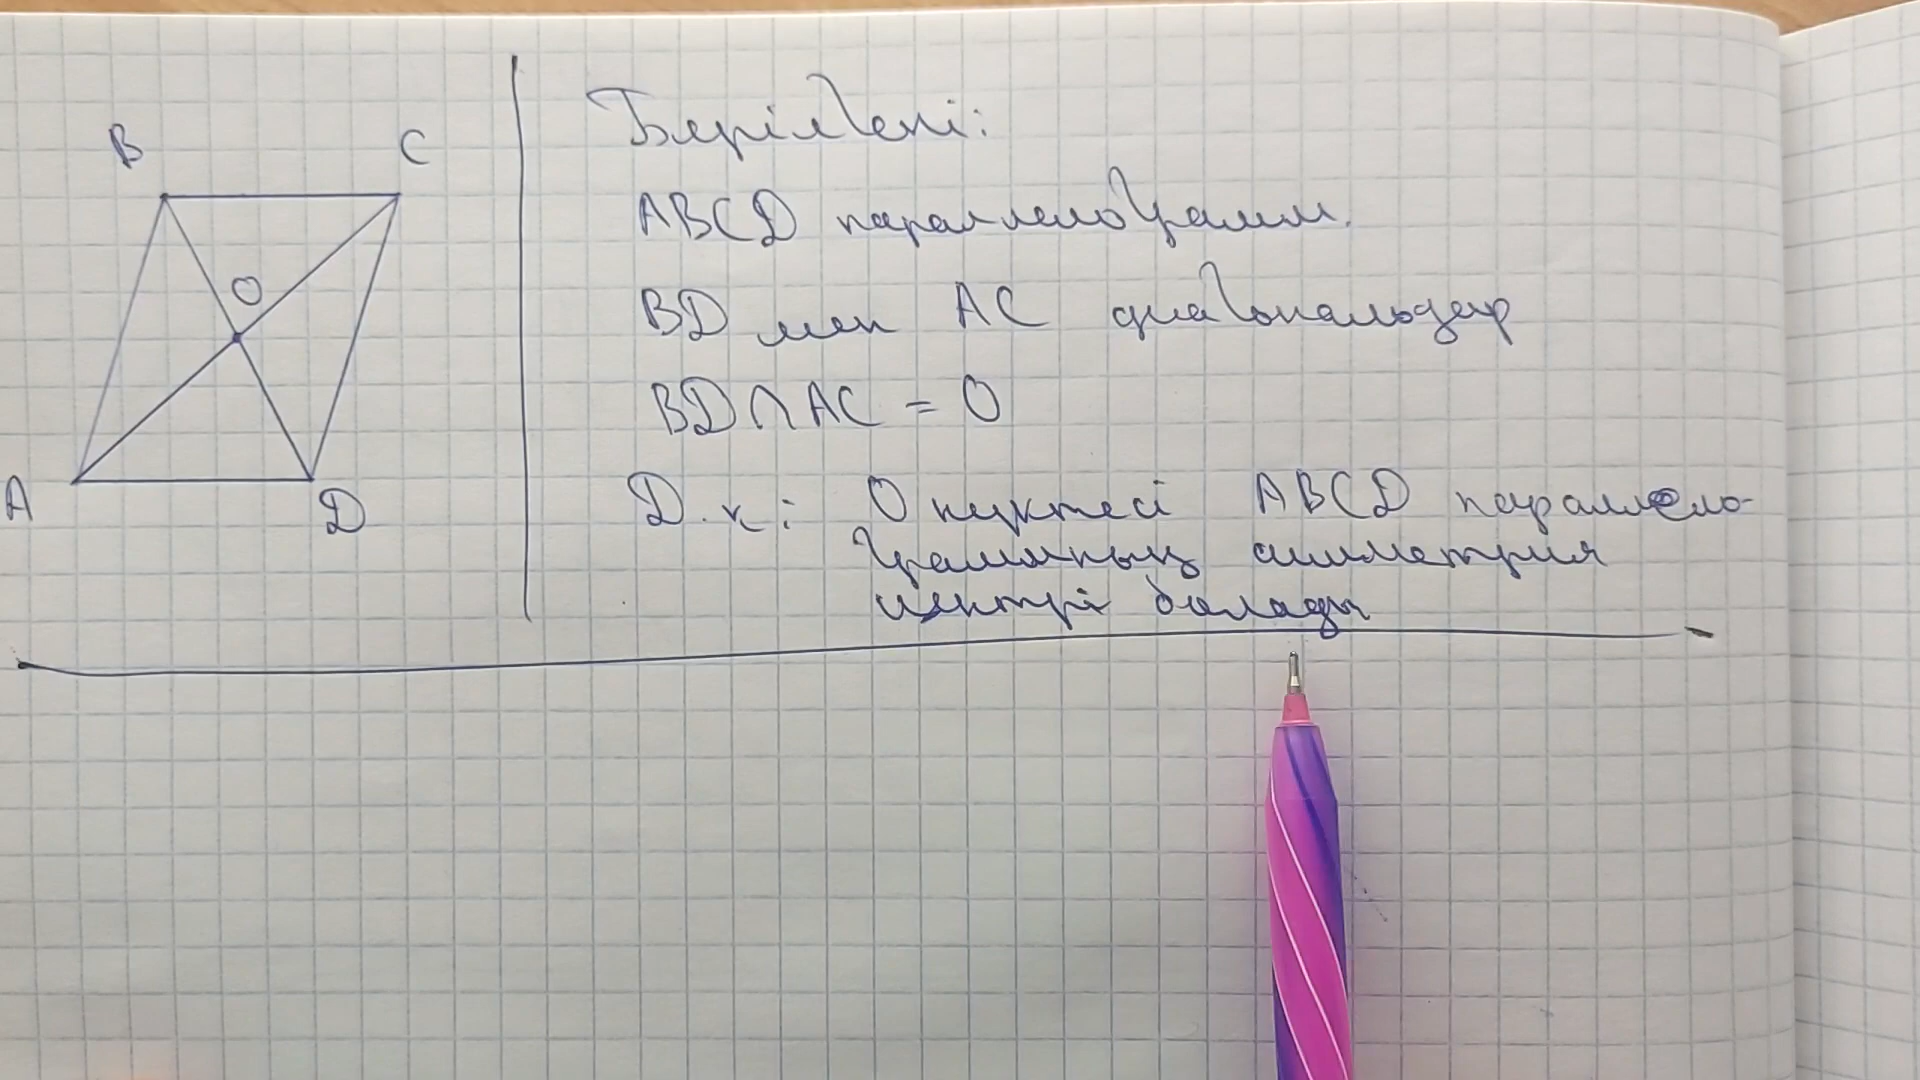 B
C
O
A
D
Берілгені:
ABCD параллелограмм.
BD мен AC диагональдар
BD∩AC = O
Д.к: O нүктесі ABCD параллело-
грамның симметрия
центрі болады